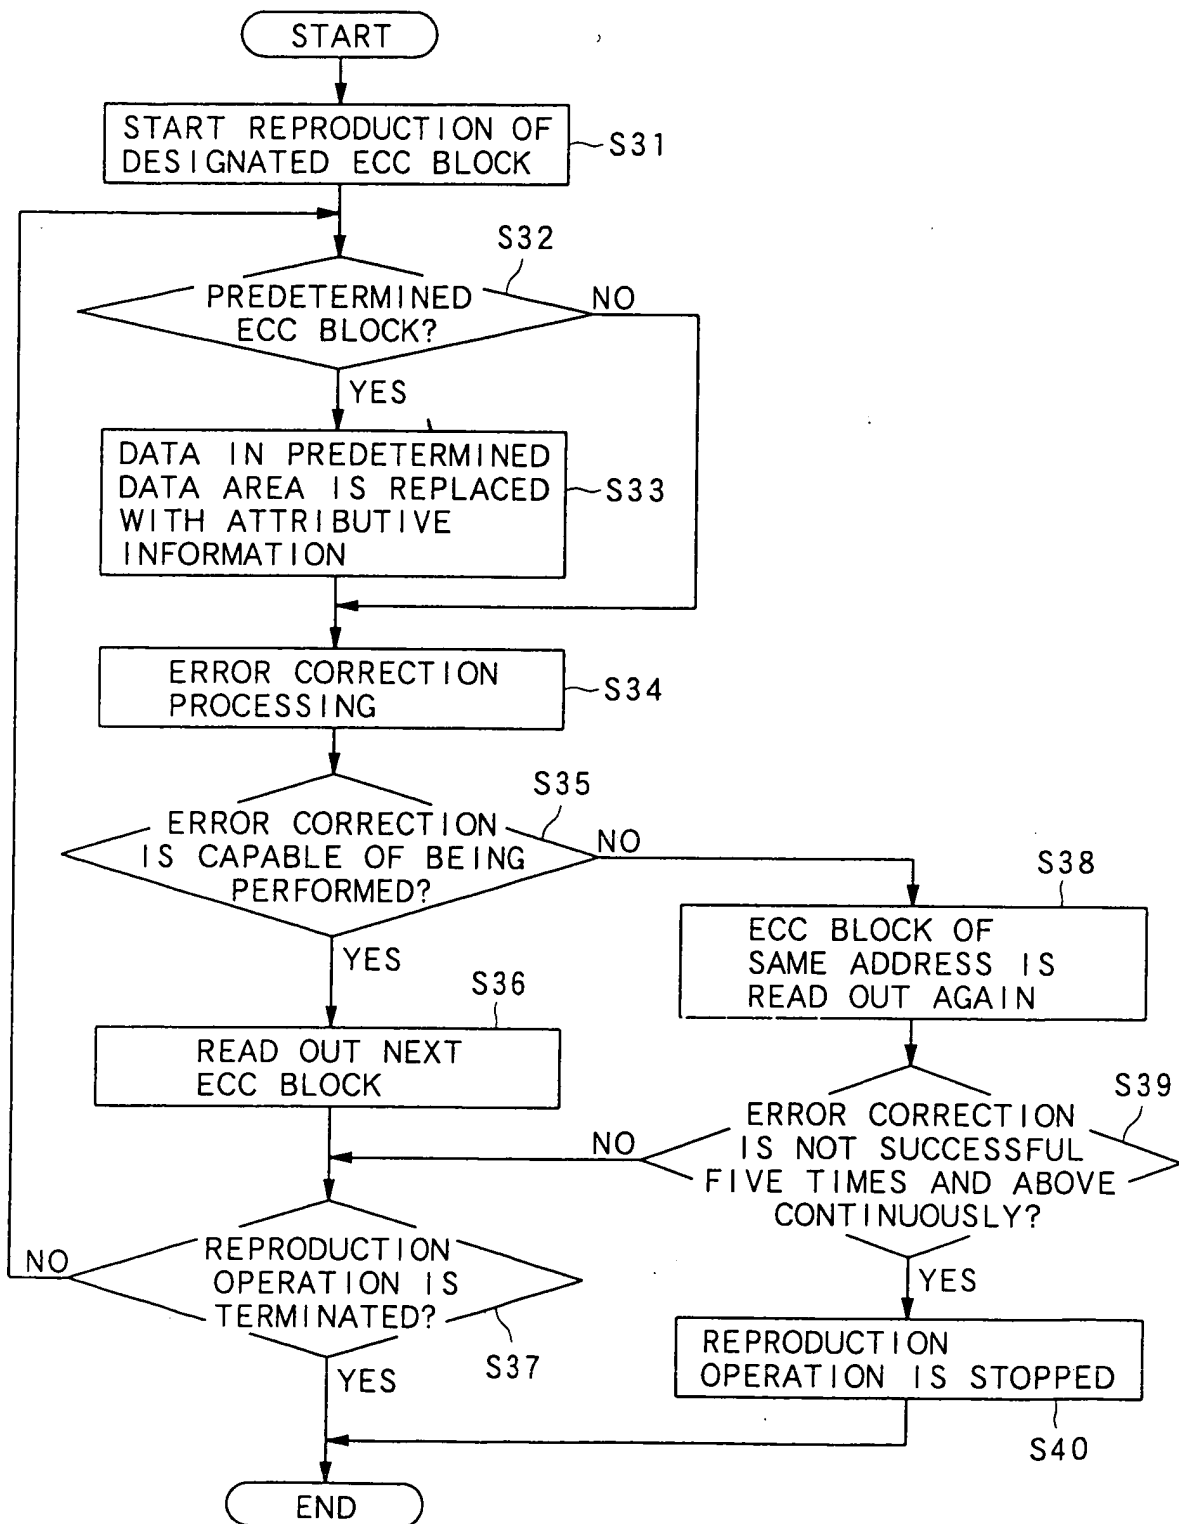 START
START REPRODUCTION OF
DESIGNATED ECC BLOCK
S31
S32
PREDETERMINED
ECC BLOCK?
NO
YES
DATA IN PREDETERMINED
DATA AREA IS REPLACED
WITH ATTRIBUTIVE
INFORMATION
S33
ERROR CORRECTION
PROCESSING
S34
S35
ERROR CORRECTION
IS CAPABLE OF BEING
PERFORMED?
NO
YES
S38
ECC BLOCK OF
SAME ADDRESS IS
READ OUT AGAIN
S36
READ OUT NEXT
ECC BLOCK
S39
ERROR CORRECTION
IS NOT SUCCESSFUL
FIVE TIMES AND ABOVE
CONTINUOUSLY?
NO
YES
REPRODUCTION
OPERATION IS
TERMINATED?
NO
S37
YES
REPRODUCTION
OPERATION IS STOPPED
S40
END